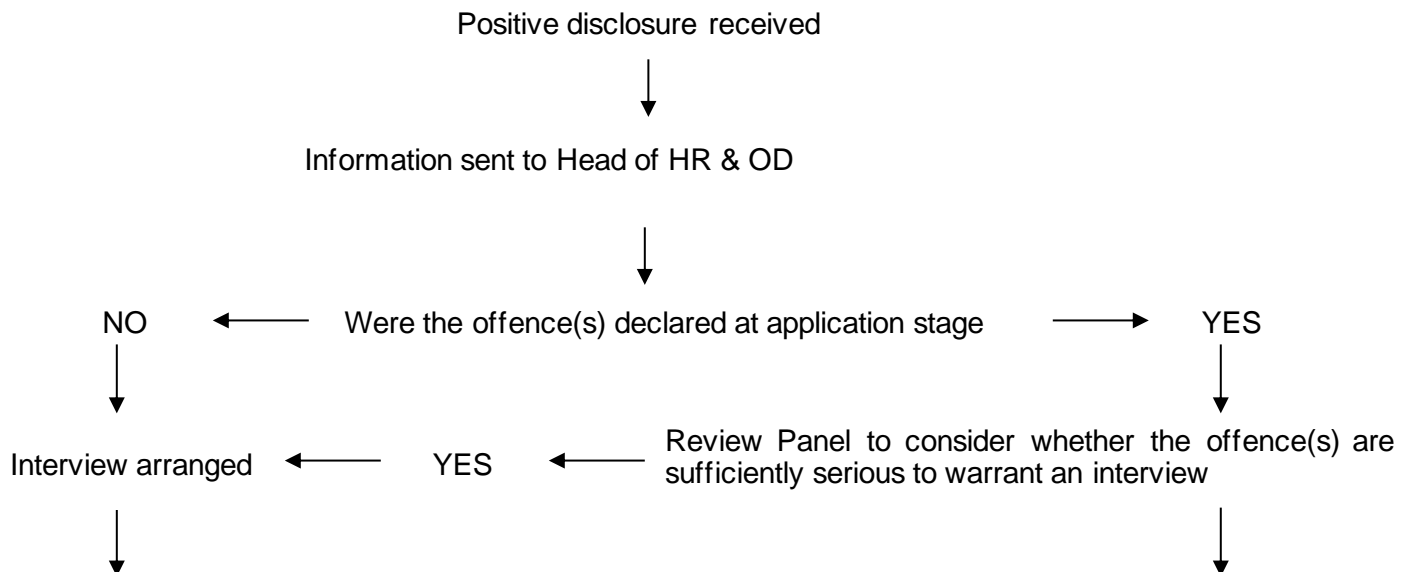 Positive disclosure received
Information sent to Head of HR & OD
NO
Were the offence(s) declared at application stage
YES
Interview arranged
YES
Review Panel to consider whether the offence(s) are
sufficiently serious to warrant an interview